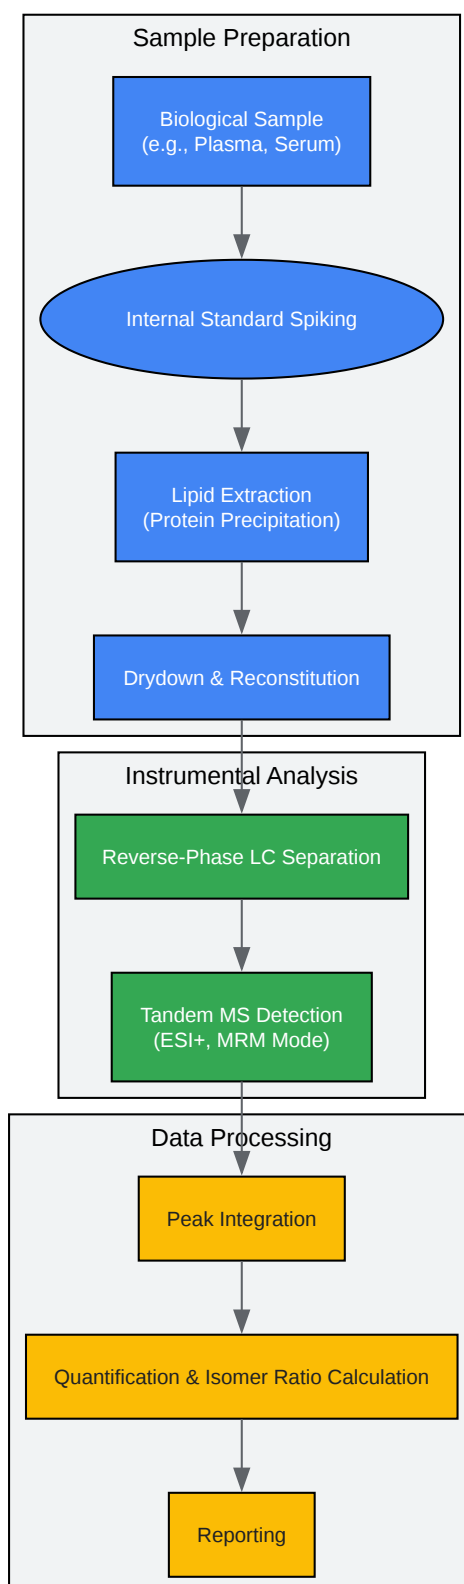 Sample Preparation
Biological Sample
(e.g., Plasma, Serum)
Internal Standard Spiking
Lipid Extraction
(Protein Precipitation)
Drydown & Reconstitution
Instrumental Analysis
Reverse-Phase LC Separation
Tandem MS Detection
(ESI+, MRM Mode)
Data Processing
Peak Integration
Quantification & Isomer Ratio Calculation
Reporting